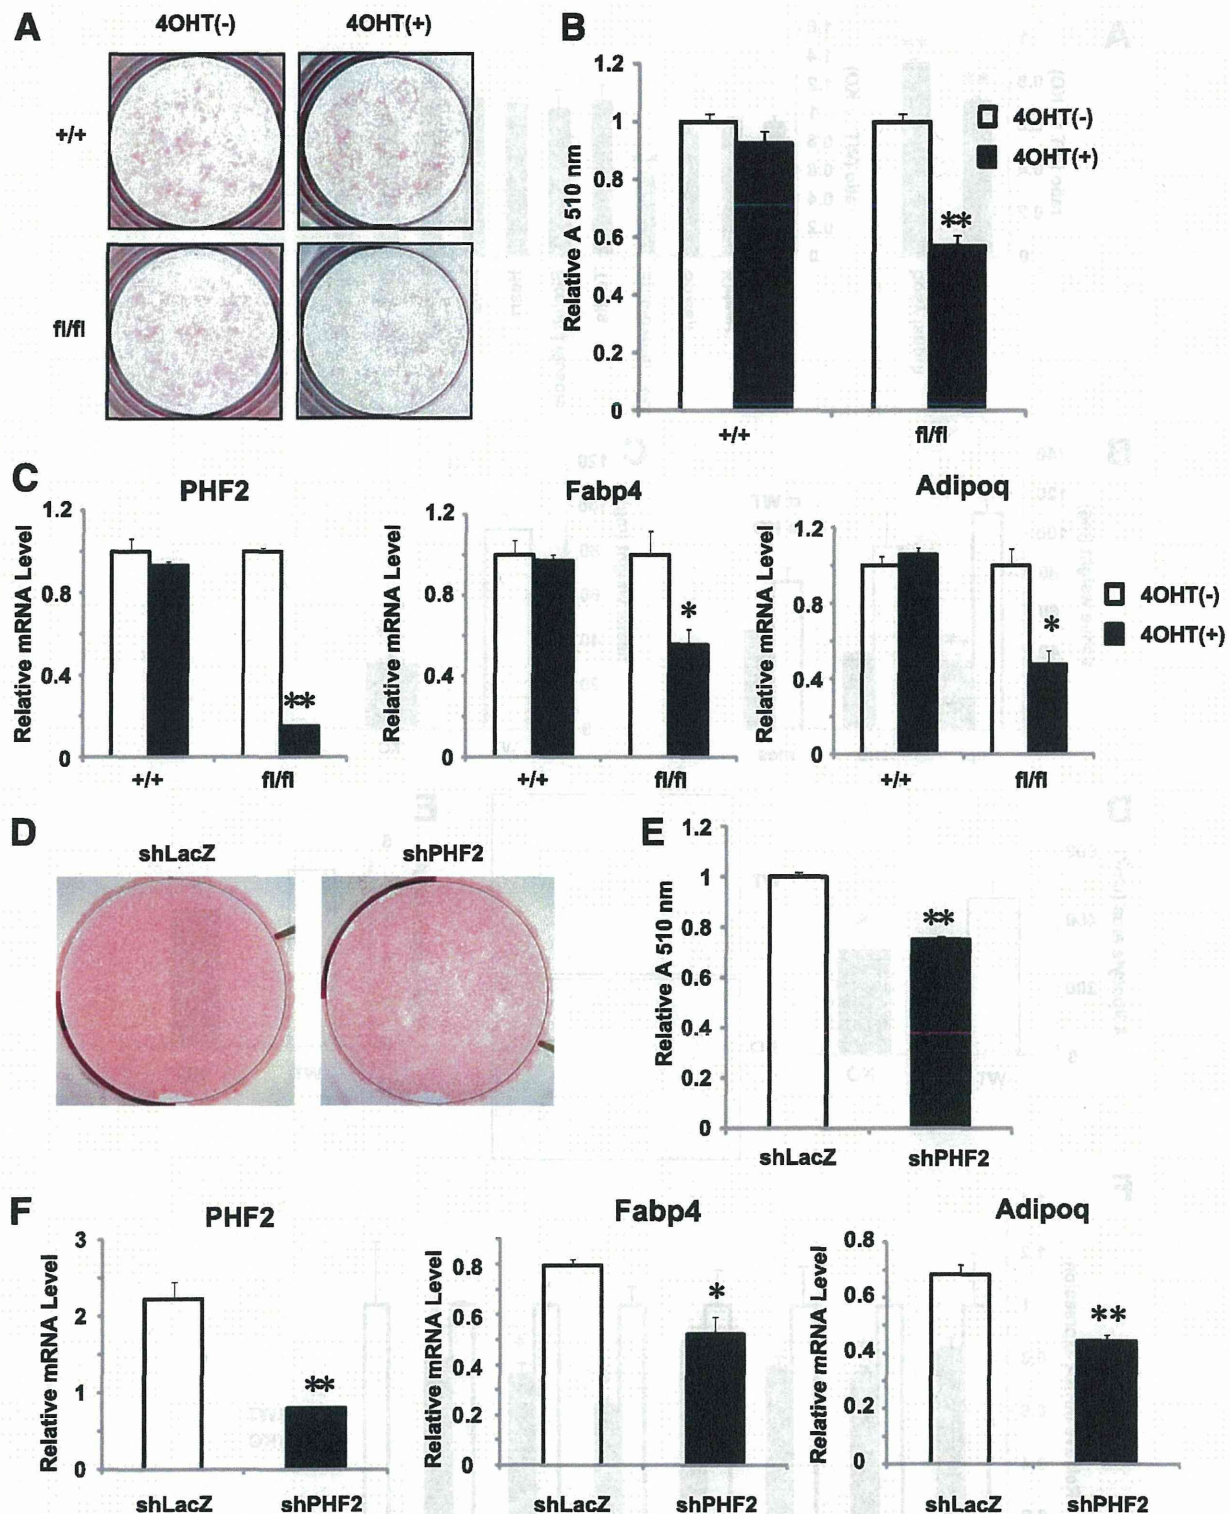 A
4OHT(-)
4OHT(+)
+/+
fl/fl
B
Relative A 510 nm
1.2
1
0.8
0.6
0.4
0.2
0
**
+/+
fl/fl
4OHT(-)
4OHT(+)
C
PHF2
Relative mRNA Level
1.2
0.8
0.4
0
**
+/+
fl/fl
Fabp4
Relative mRNA Level
1.2
0.8
0.4
0
*
+/+
fl/fl
Adipoq
Relative mRNA Level
1.2
0.8
0.4
0
*
+/+
fl/fl
4OHT(-)
4OHT(+)
D
shLacZ
shPHF2
E
Relative A 510 nm
1.2
1
0.8
0.6
0.4
0.2
0
**
shLacZ
shPHF2
F
PHF2
Relative mRNA Level
3
2
1
0
**
shLacZ
shPHF2
Fabp4
Relative mRNA Level
0.8
0.6
0.4
0.2
0
*
shLacZ
shPHF2
Adipoq
Relative mRNA Level
0.8
0.6
0.4
0.2
0
**
shLacZ
shPHF2